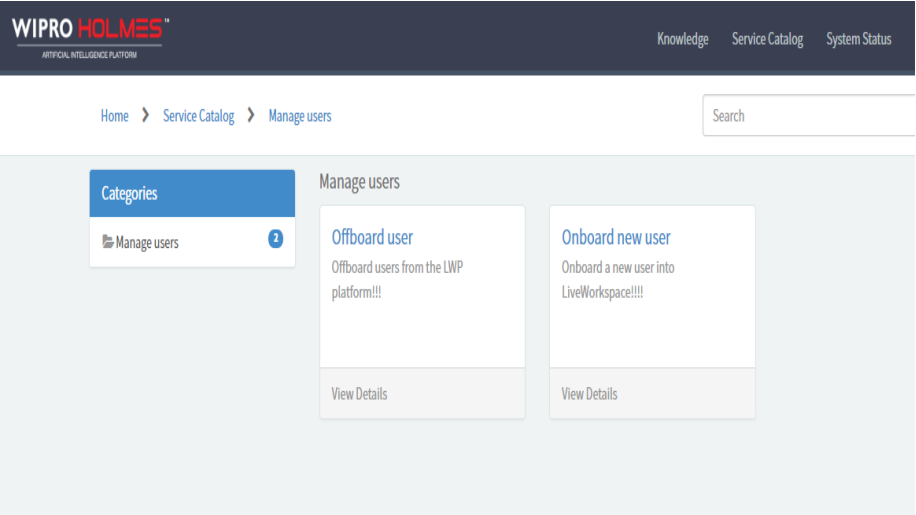 WIPRO HOLMES™
ARTIFICIAL INTELLIGENCE PLATFORM
Knowledge Service Catalog System Status
Home ❯ Service Catalog ❯ Manage users
Search
Categories
Manage users 2
Manage users
Offboard user
Offboard users from the LWP
platform!!!
View Details
Onboard new user
Onboard a new user into
LiveWorkspace!!!!
View Details